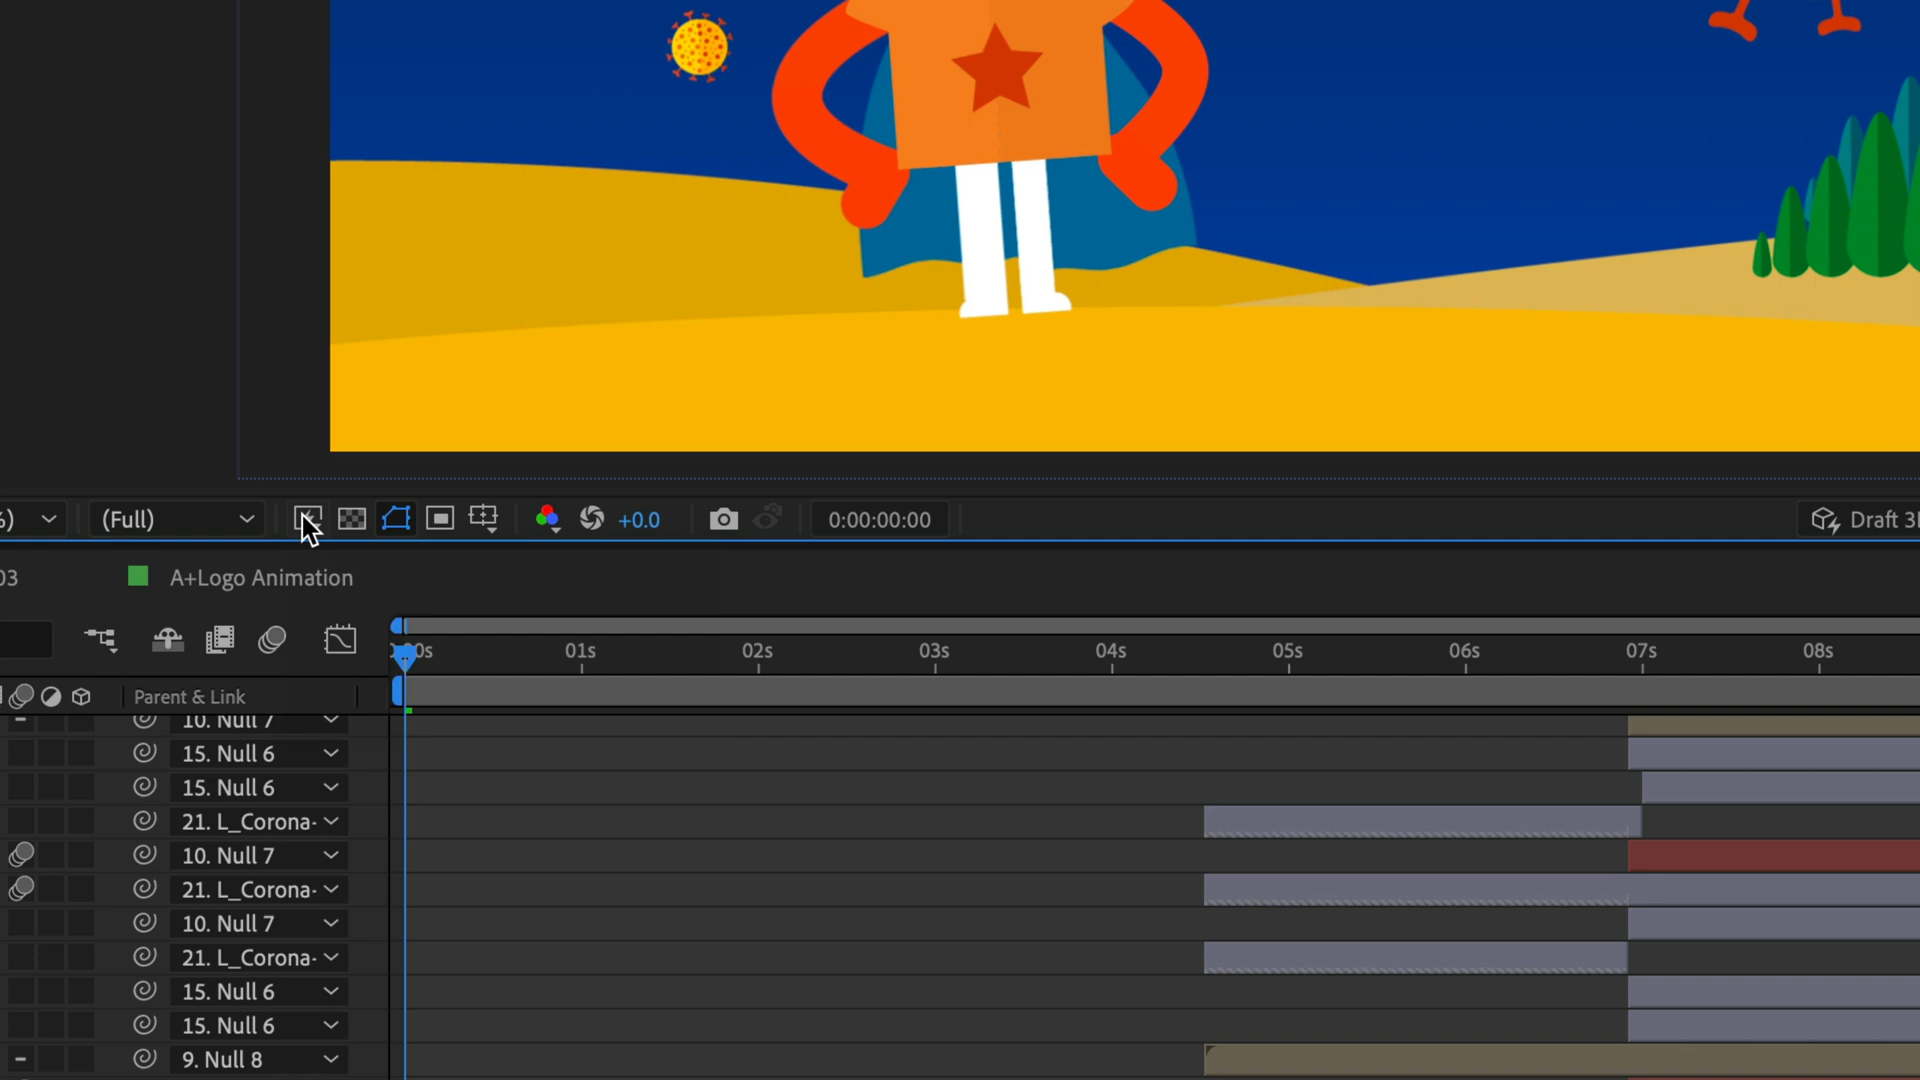 %)
(Full)
+0.0
0:00:00:00
Draft 3
03
A+Logo Animation
00s 01s 02s 03s 04s 05s 06s 07s 08s
Parent & Link
10. Null 7
15. Null 6
15. Null 6
21. L_Corona-
10. Null 7
21. L_Corona-
10. Null 7
21. L_Corona-
15. Null 6
15. Null 6
9. Null 8